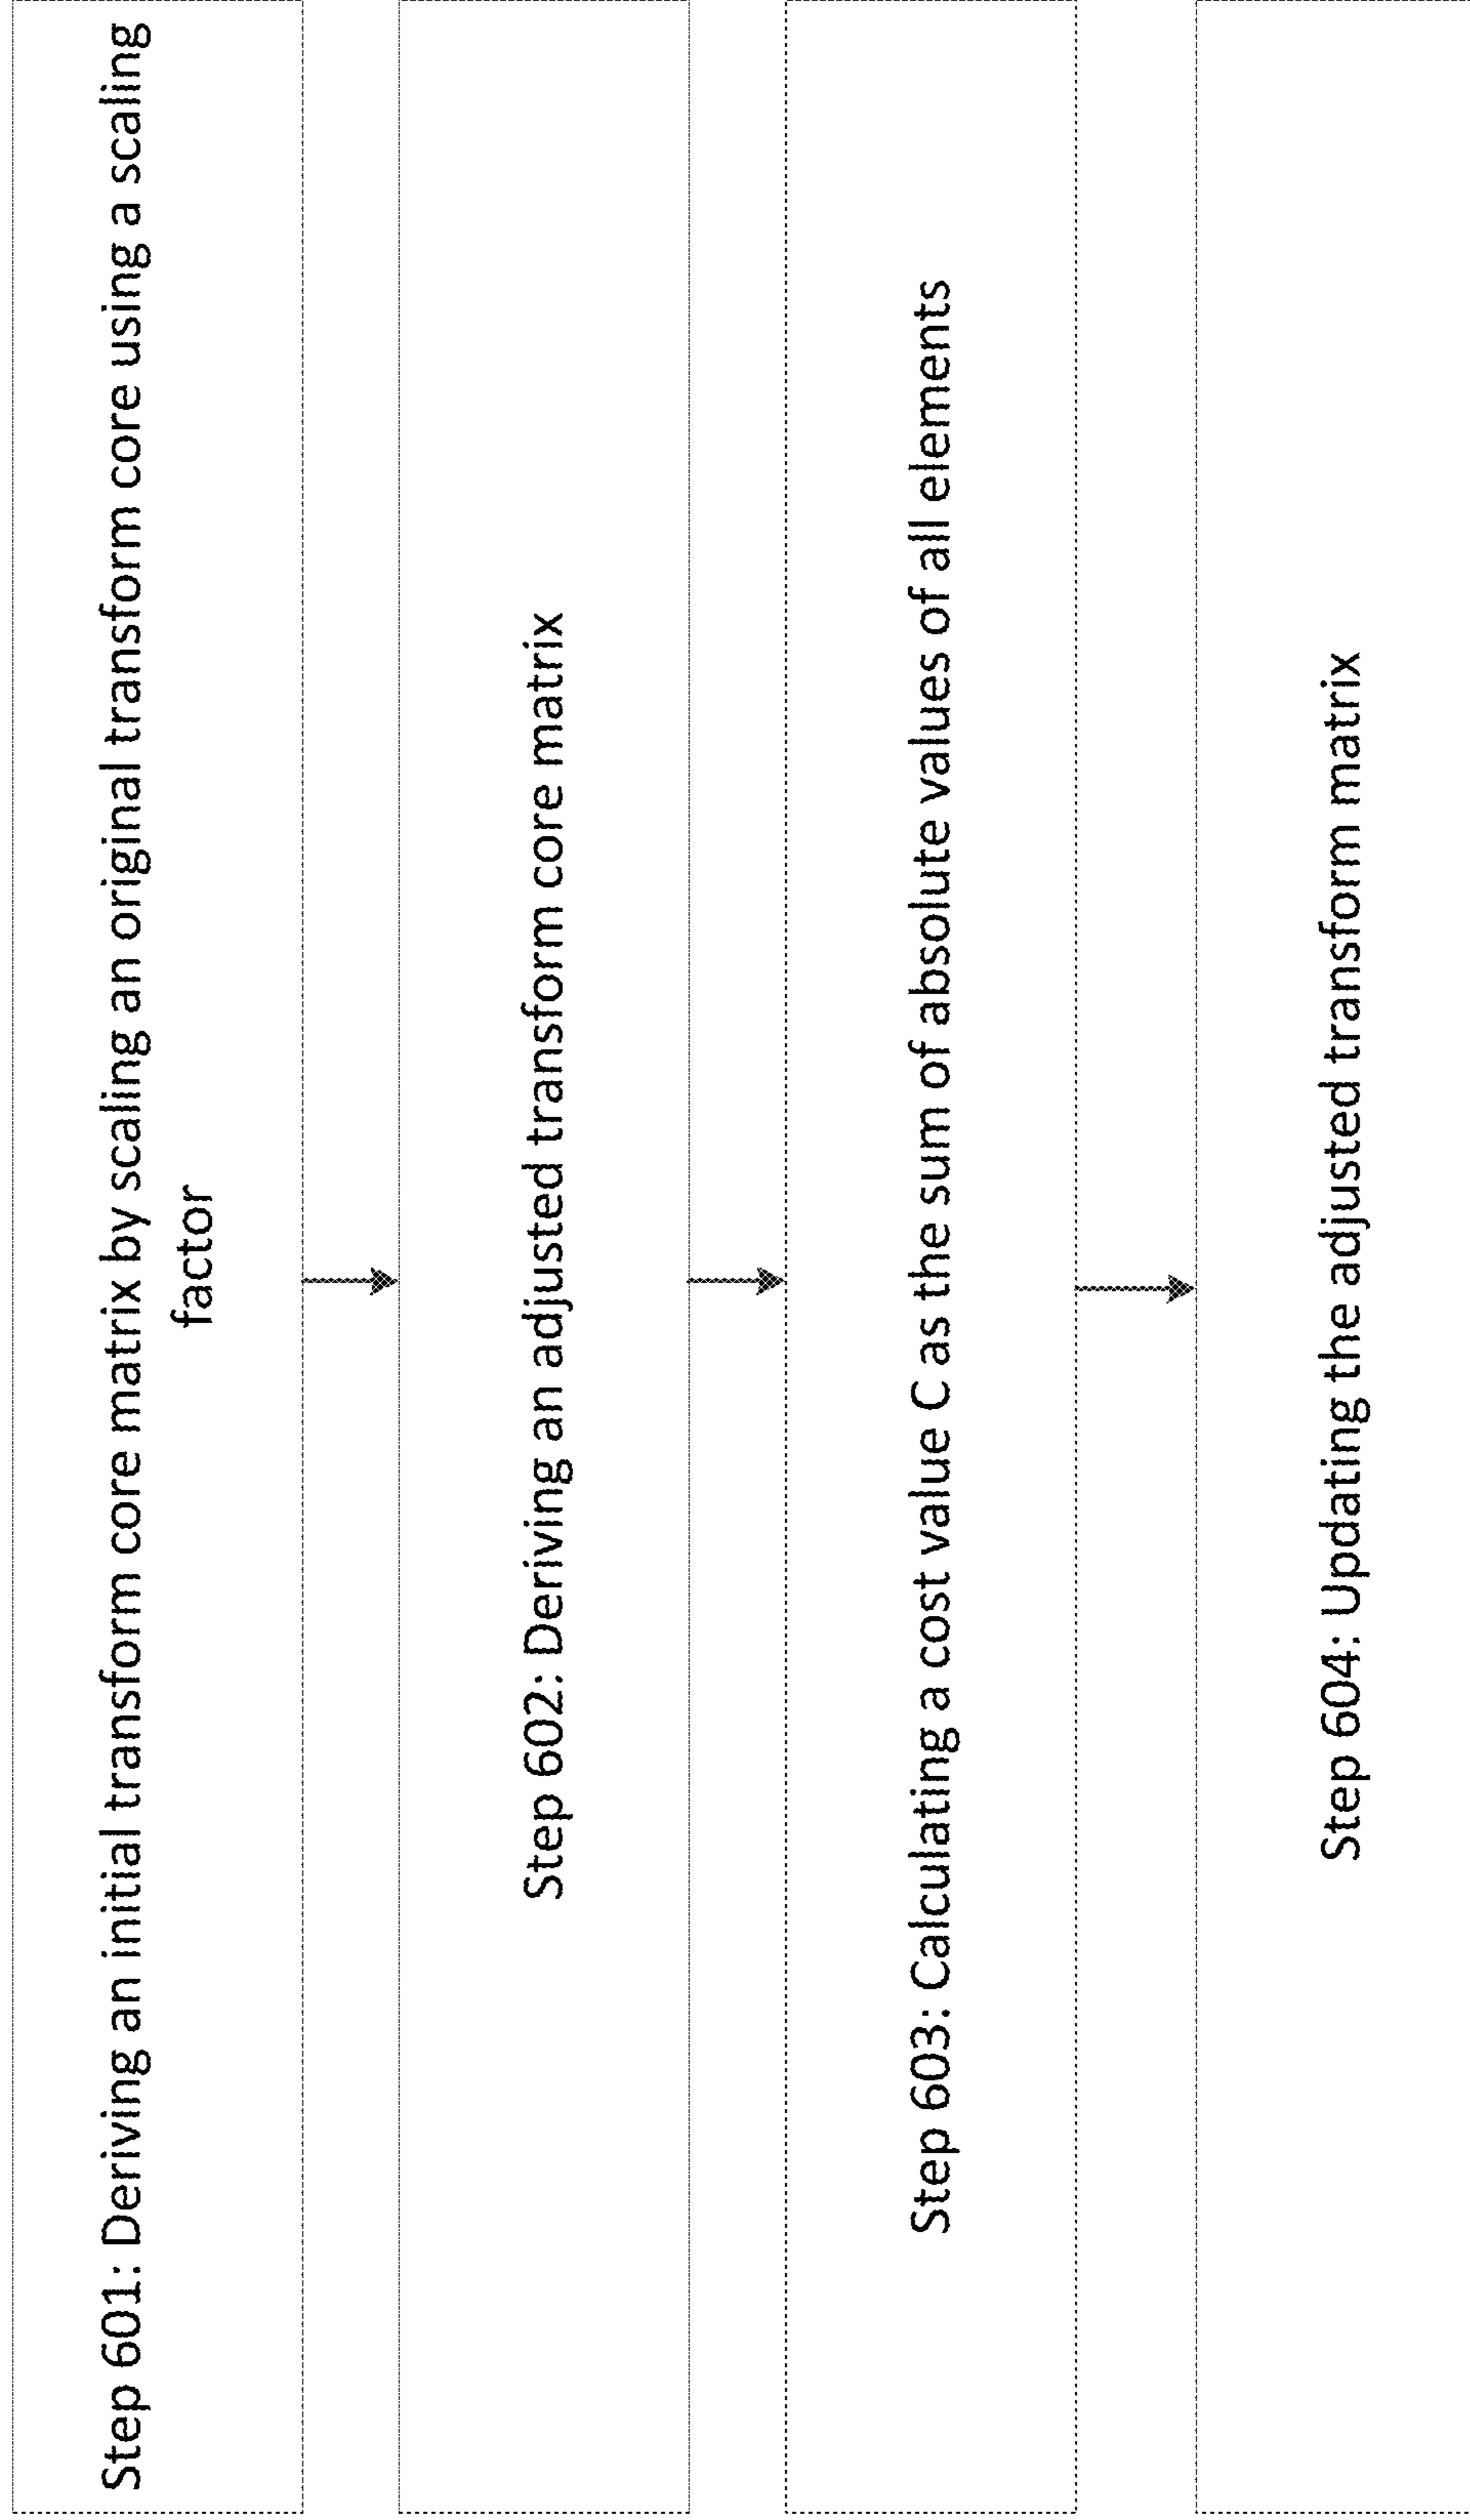 Step 601: Deriving an initial transform core matrix by scaling an original transform core using a scaling
factor
Step 602: Deriving an adjusted transform core matrix
Step 603: Calculating a cost value C as the sum of absolute values of all elements
Step 604: Updating the adjusted transform matrix